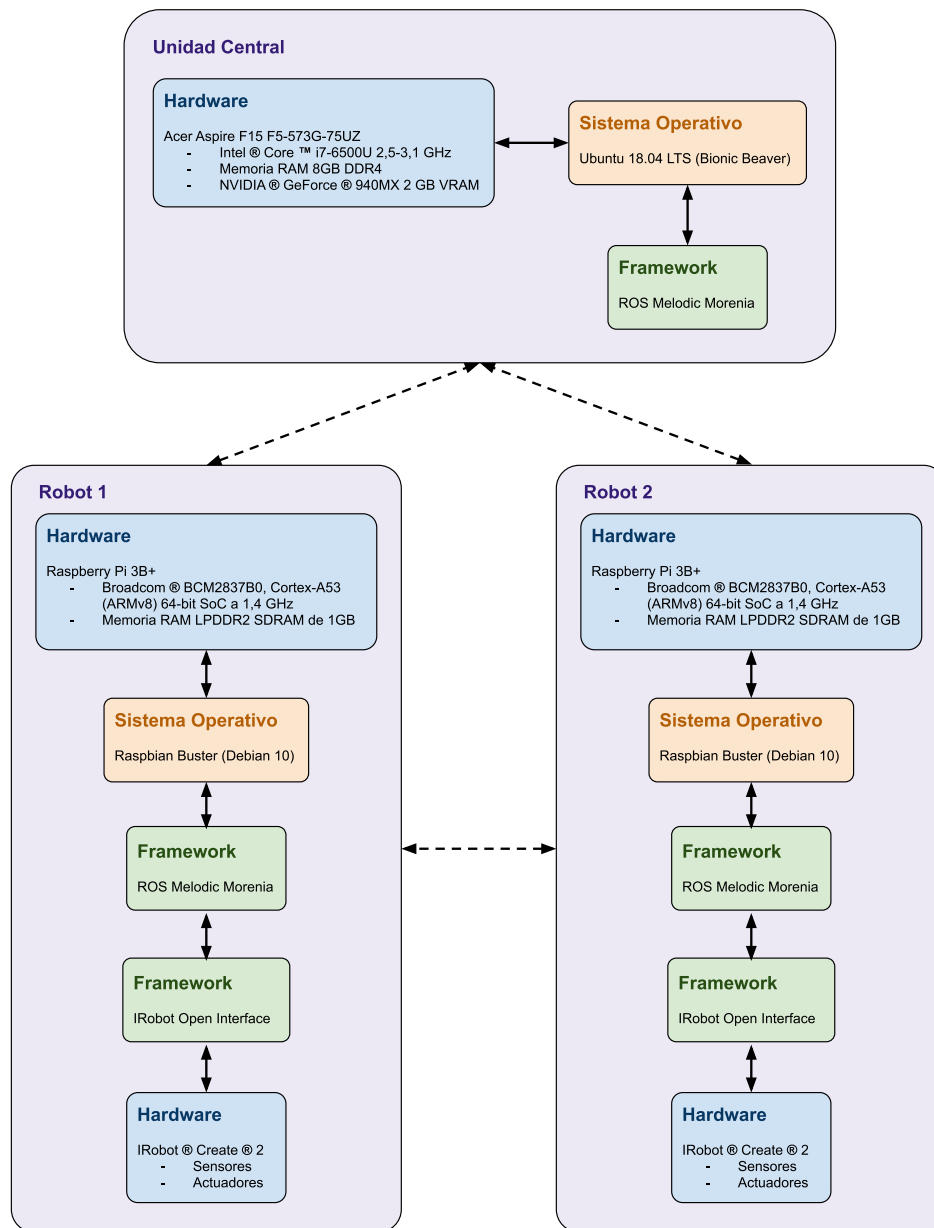 Unidad Central
Hardware
Acer Aspire F15 F5-573G-75UZ
- Intel ® Core ™ i7-6500U 2,5-3,1 GHz
- Memoria RAM 8GB DDR4
- NVIDIA ® GeForce ® 940MX 2 GB VRAM
Sistema Operativo
Ubuntu 18.04 LTS (Bionic Beaver)
Framework
ROS Melodic Morenia
Robot 1
Hardware
Raspberry Pi 3B+
- Broadcom ® BCM2837B0, Cortex-A53
(ARMv8) 64-bit SoC a 1,4 GHz
- Memoria RAM LPDDR2 SDRAM de 1GB
Sistema Operativo
Raspbian Buster (Debian 10)
Framework
ROS Melodic Morenia
Framework
IRobot Open Interface
Hardware
IRobot ® Create ® 2
- Sensores
- Actuadores
Robot 2
Hardware
Raspberry Pi 3B+
- Broadcom ® BCM2837B0, Cortex-A53
(ARMv8) 64-bit SoC a 1,4 GHz
- Memoria RAM LPDDR2 SDRAM de 1GB
Sistema Operativo
Raspbian Buster (Debian 10)
Framework
ROS Melodic Morenia
Framework
IRobot Open Interface
Hardware
IRobot ® Create ® 2
- Sensores
- Actuadores